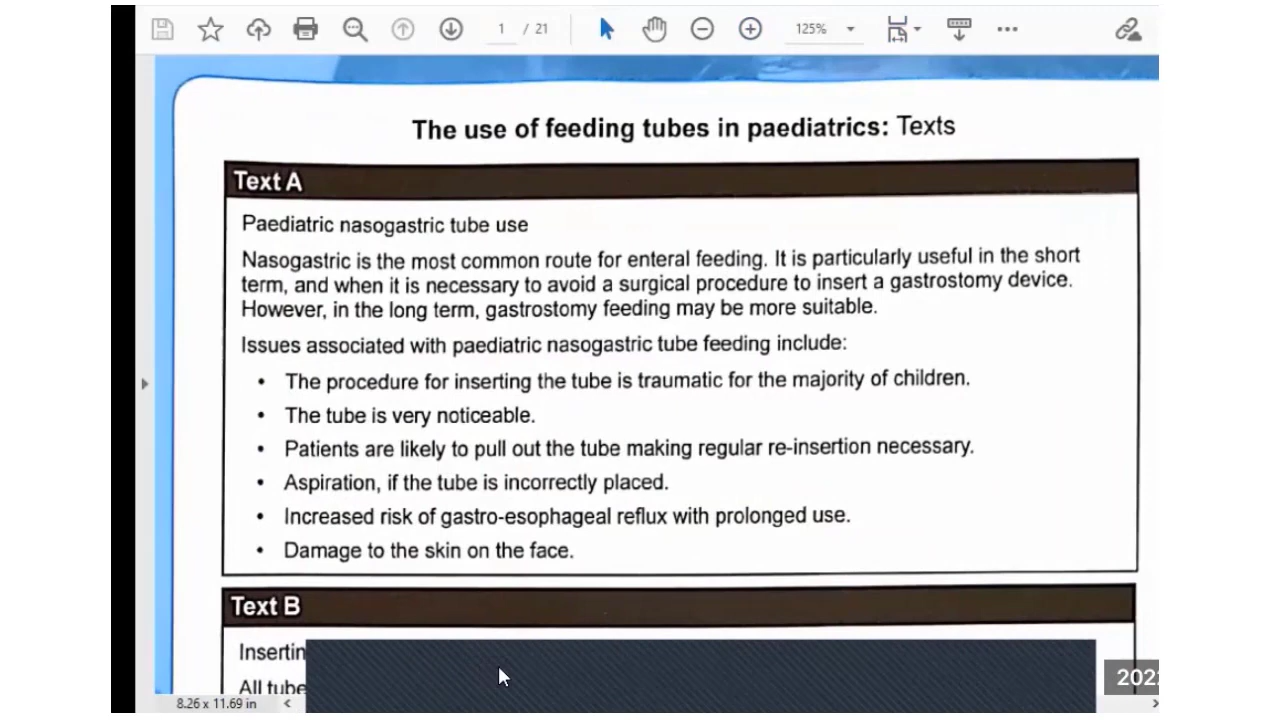 1 / 21
125%
The use of feeding tubes in paediatrics: Texts
Text A
Paediatric nasogastric tube use
Nasogastric is the most common route for enteral feeding. It is particularly useful in the short
term, and when it is necessary to avoid a surgical procedure to insert a gastrostomy device.
However, in the long term, gastrostomy feeding may be more suitable.
Issues associated with paediatric nasogastric tube feeding include:
• The procedure for inserting the tube is traumatic for the majority of children.
• The tube is very noticeable.
• Patients are likely to pull out the tube making regular re-insertion necessary.
• Aspiration, if the tube is incorrectly placed.
• Increased risk of gastro-esophageal reflux with prolonged use.
• Damage to the skin on the face.
Text B
Insertin
All tube
8.26 x 11.69 in